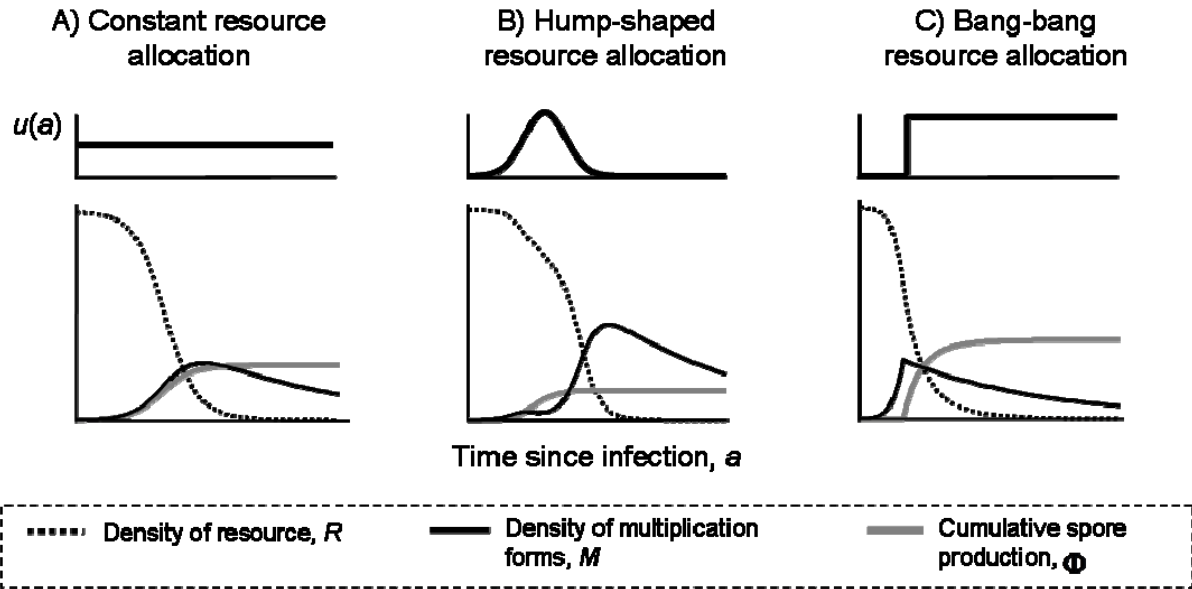 A) Constant resource
allocation
B) Hump-shaped
resource allocation
C) Bang-bang
resource allocation
u(a)
Time since infection, a
Density of resource, R
Density of multiplication
forms, M
Cumulative spore
production, Φ